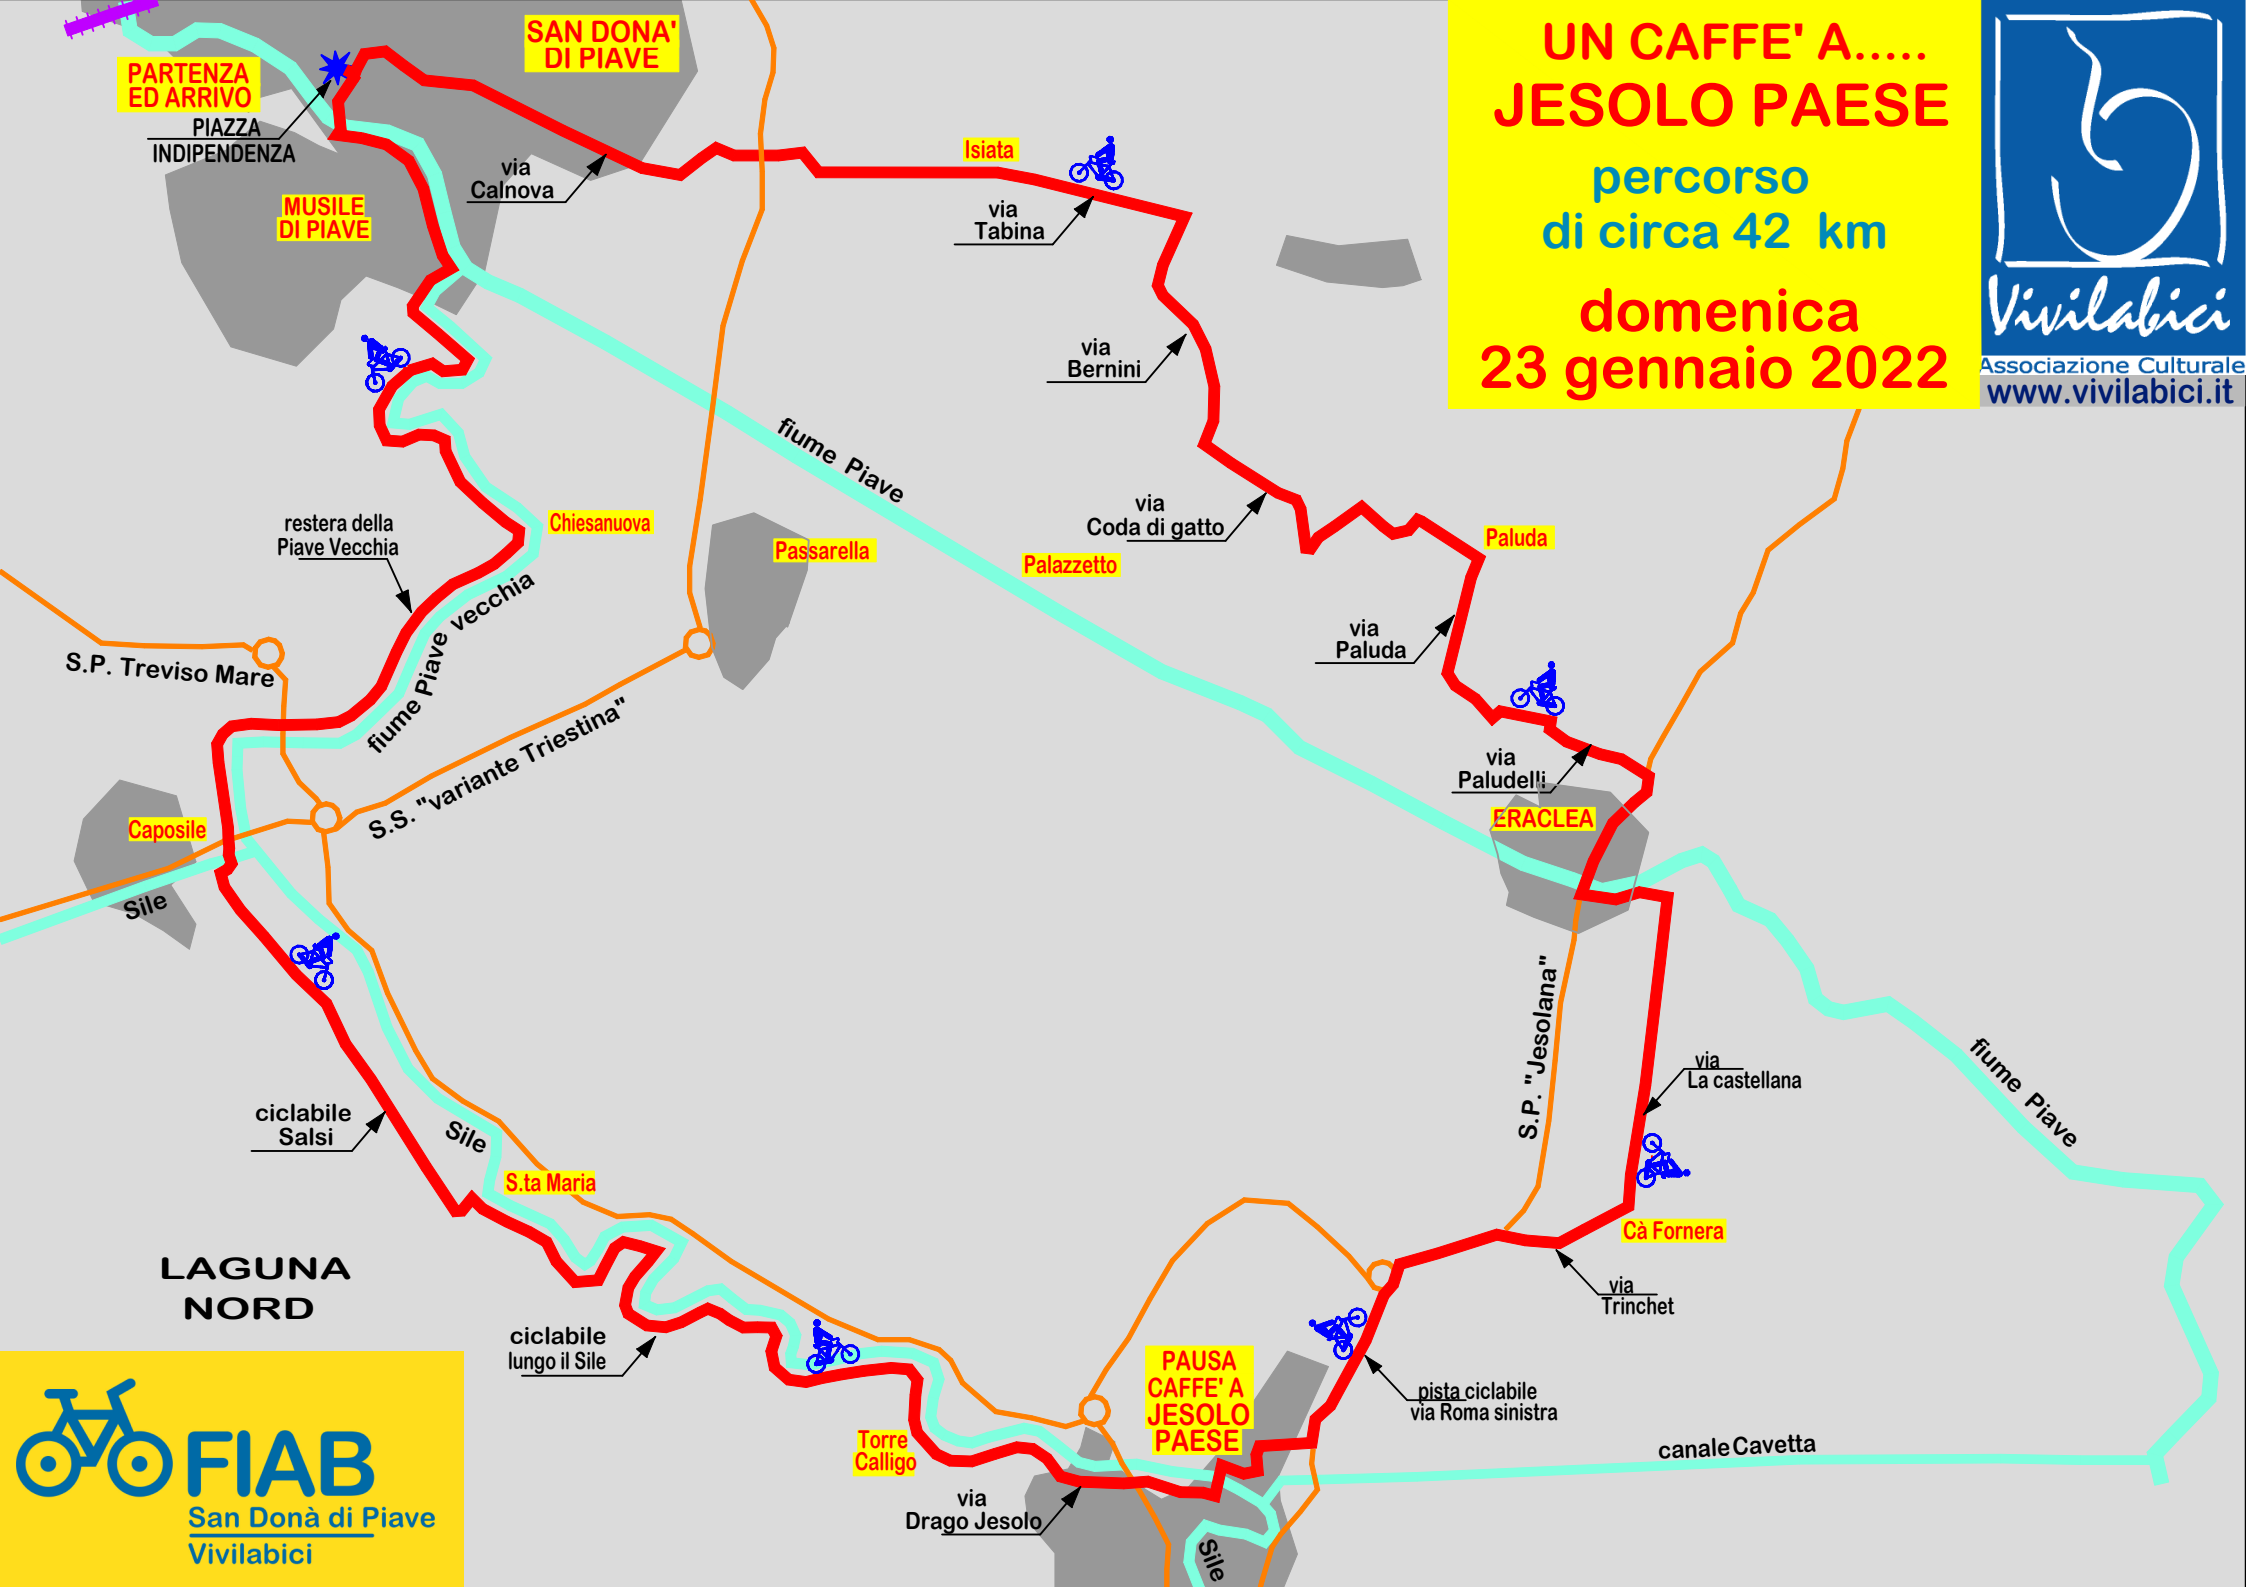 SAN DONA'
DI PIAVE
PARTENZA
ED ARRIVO
PIAZZA
INDIPENDENZA
MUSILE
DI PIAVE
via
Calnova
Isiata
via
Tabina
via
Bernini
UN CAFFE' A.....
JESOLO PAESE
percorso
di circa 42 km
domenica
23 gennaio 2022
Vivilabici
Associazione Culturale
www.vivilabici.it
fiume Piave
via
Coda di gatto
restera della
Piave Vecchia
Chiesanuova
Passarella
Palazzetto
Paluda
via
Paluda
S.P. Treviso Mare
fiume Piave vecchia
S.S. "variante Triestina"
via
Paludelli
ERACLEA
Caposile
Sile
S.P. "Jesolana"
fiume Piave
via
La castellana
ciclabile
Salsi
Sile
S.ta Maria
Cà Fornera
via
Trinchet
LAGUNA
NORD
ciclabile
lungo il Sile
PAUSA
CAFFE' A
JESOLO
PAESE
pista ciclabile
via Roma sinistra
Torre
Calligo
canale Cavetta
via
Drago Jesolo
Sile
FIAB
San Donà di Piave
Vivilabici